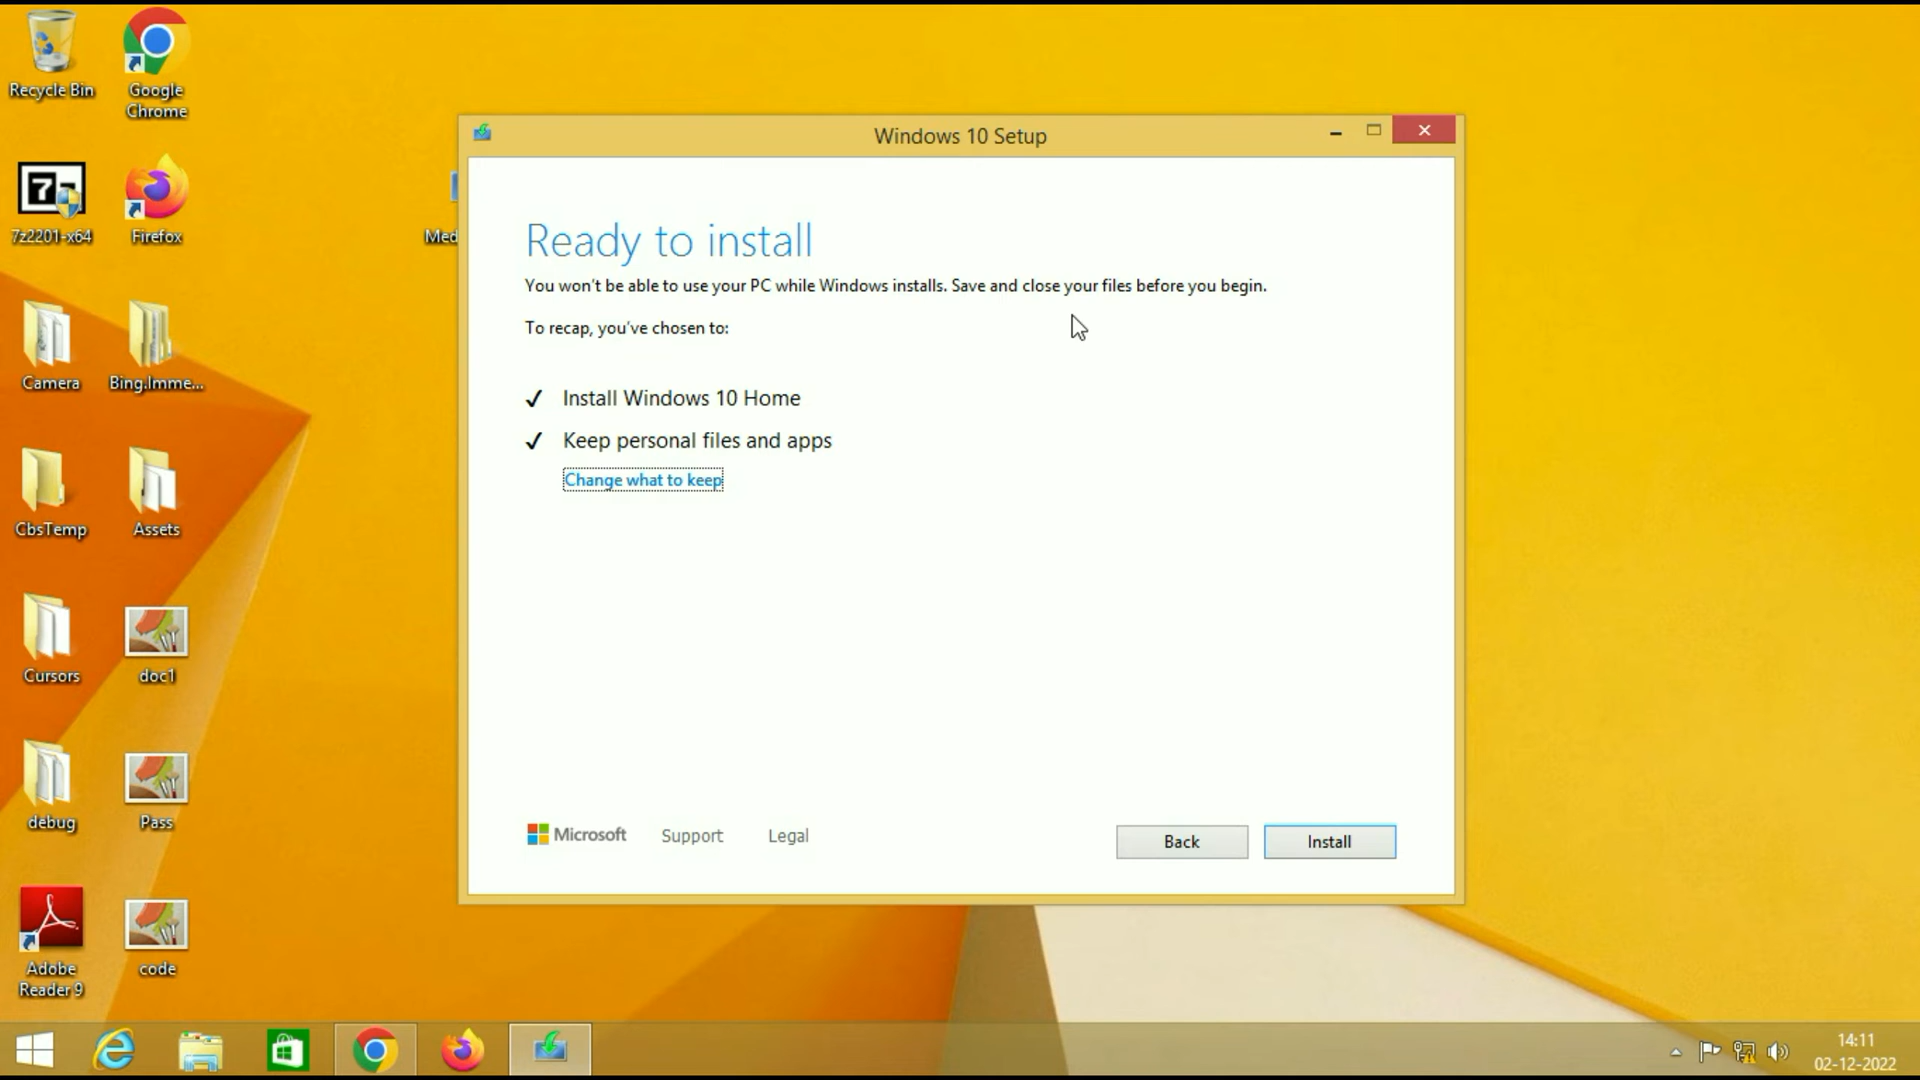 Recycle Bin
Google
Chrome
7z2201-x64
Firefox
Med
Camera
Bing.Imme...
CbsTemp
Assets
Cursors
doc1
debug
Pass
Adobe
Reader 9
code
Windows 10 Setup
Ready to install
You won't be able to use your PC while Windows installs. Save and close your files before you begin.
To recap, you've chosen to:
Install Windows 10 Home
Keep personal files and apps
Change what to keep
Microsoft
Support
Legal
Back
Install
14:11
02-12-2022